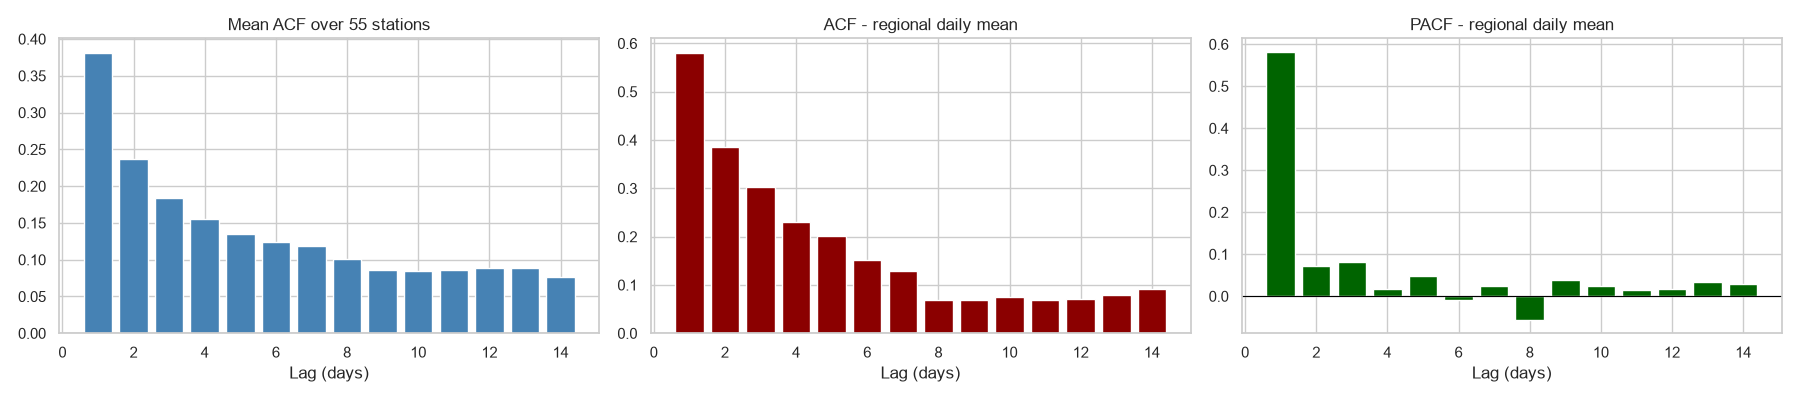 Mean ACF over 55 stations
0.40
0.35
0.30
0.25
0.20
0.15
0.10
0.05
0.00
0 2 4 6 8 10 12 14
Lag (days)
ACF - regional daily mean
0.6
0.5
0.4
0.3
0.2
0.1
0.0
0 2 4 6 8 10 12 14
Lag (days)
PACF - regional daily mean
0.6
0.5
0.4
0.3
0.2
0.1
0.0
0 2 4 6 8 10 12 14
Lag (days)